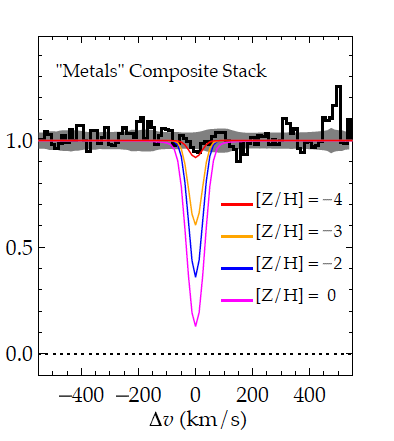 "Metals" Composite Stack
1.0
[Z/H] = −4
[Z/H] = −3
0.5
[Z/H] = −2
[Z/H] = 0
0.0
−400 −200 0 200 400
Δv (km/s)